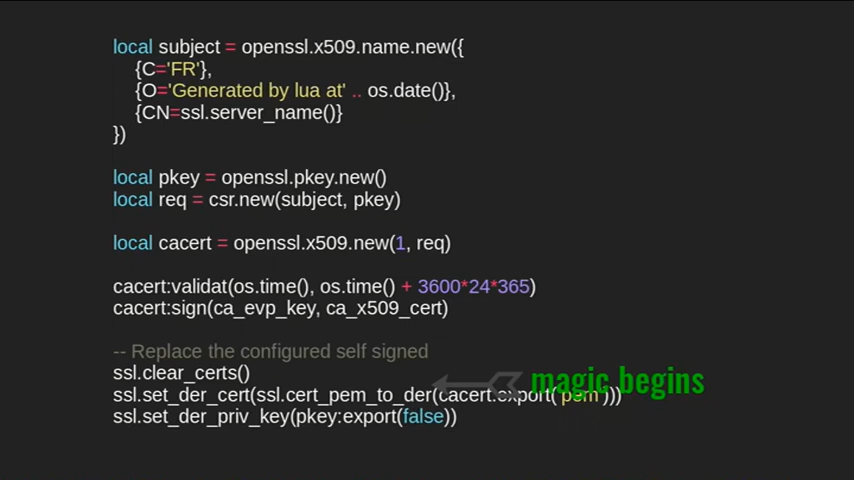 local subject = openssl.x509.name.new({
{C='FR'},
{O='Generated by lua at' .. os.date()},
{CN=ssl.server_name()}
})
local pkey = openssl.pkey.new()
local req = csr.new(subject, pkey)
local cacert = openssl.x509.new(1, req)
cacert:validat(os.time(), os.time() + 3600*24*365)
cacert:sign(ca_evp_key, ca_x509_cert)
-- Replace the configured self signed
ssl.clear_certs()
magic begins
ssl.set_der_cert(ssl.cert_pem_to_der(cacert.export('pem')))
ssl.set_der_priv_key(pkey:export(false))